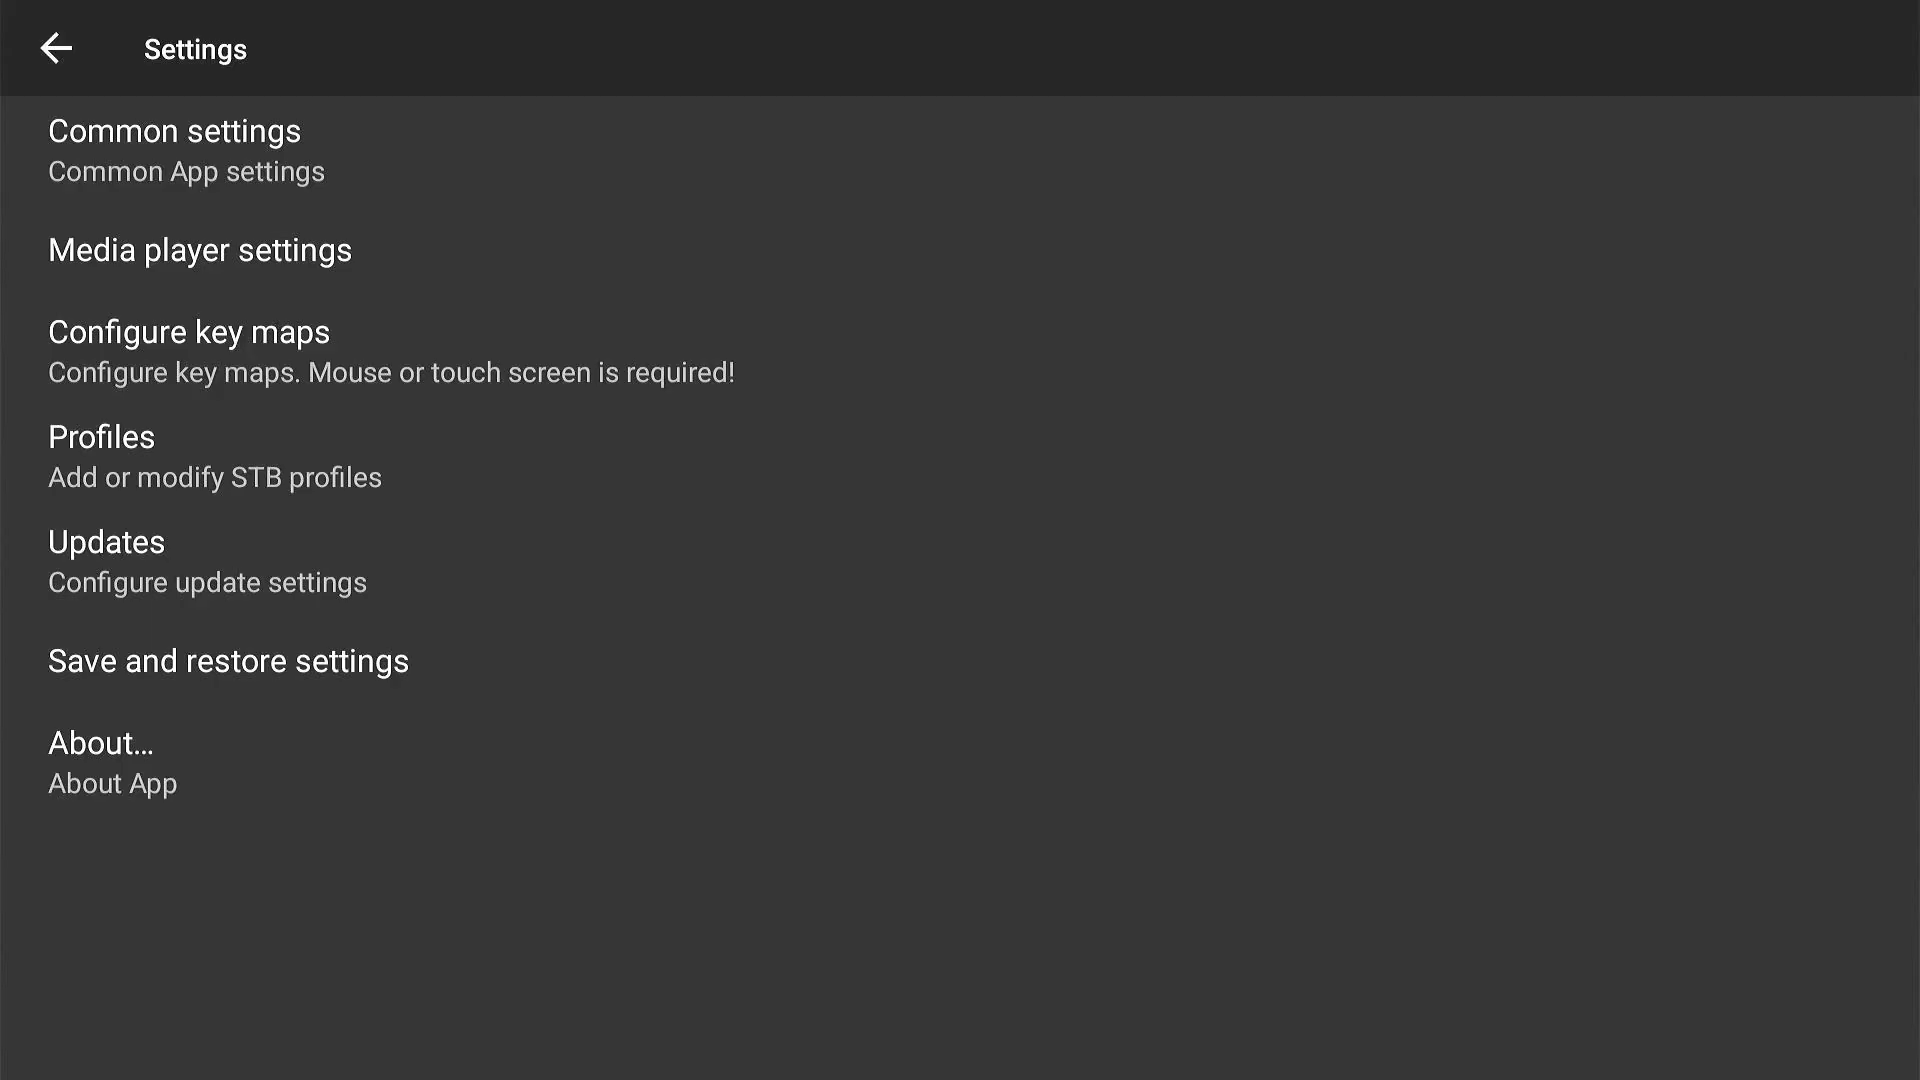 Settings
Common settings
Common App settings
Media player settings
Configure key maps
Configure key maps. Mouse or touch screen is required!
Profiles
Add or modify STB profiles
Updates
Configure update settings
Save and restore settings
About…
About App